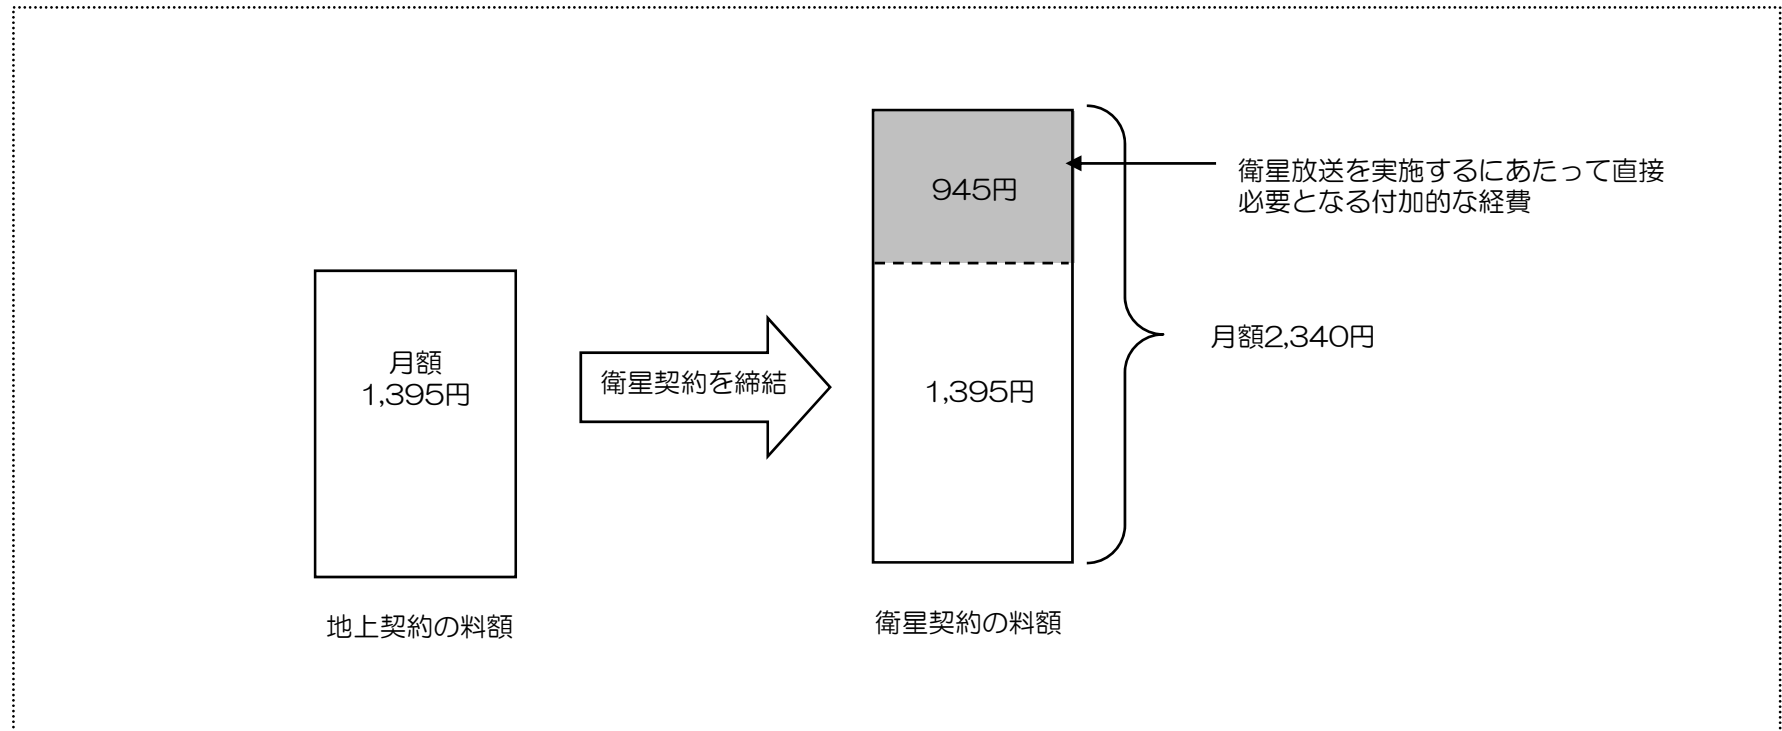 945円
衛星放送を実施するにあたって直接
必要となる付加的な経費
月額
1,395円
衛星契約を締結
1,395円
月額2,340円
地上契約の料額
衛星契約の料額